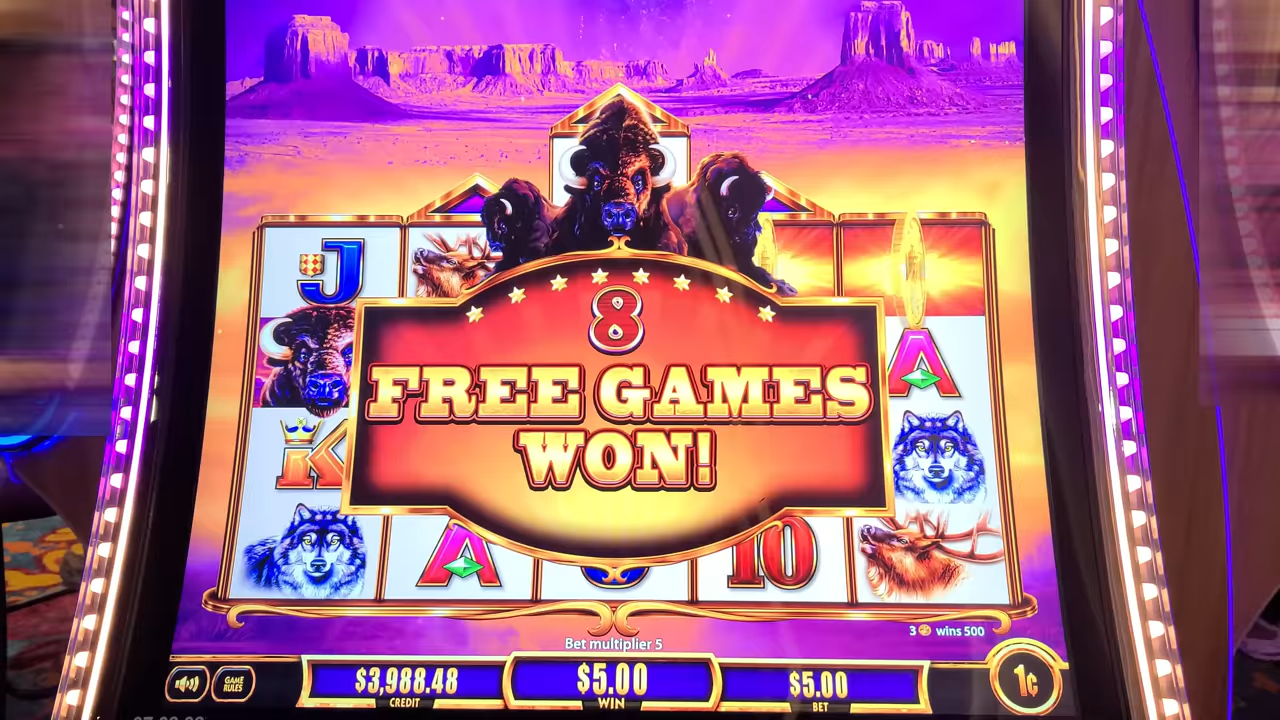 J
8
FREE GAMES
WON!
A
K
A
10
3 wins 500
Bet multiplier 5
GAME
RULES
$3,988.48
CREDIT
$5.00
WIN
$5.00
BET
1¢